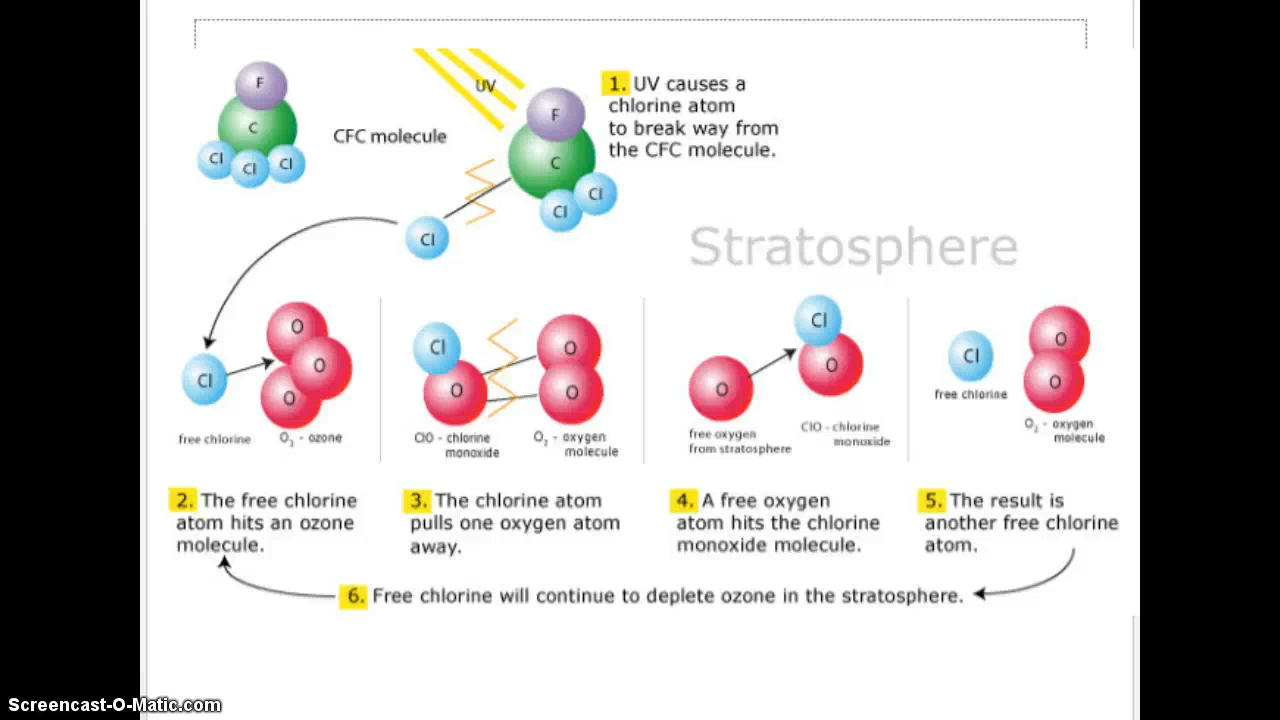 F
C
Cl
Cl
Cl
CFC molecule
UV
F
C
Cl
Cl
Cl
1. UV causes a
chlorine atom
to break way from
the CFC molecule.
Stratosphere
Cl
O
O
O
free chlorine
O3 - ozone
Cl
O
O
O
ClO - chlorine
monoxide
O2 - oxygen
molecule
O
Cl
O
free oxygen
from stratosphere
ClO - chlorine
monoxide
Cl
O
O
free chlorine
O2 - oxygen
molecule
2. The free chlorine
atom hits an ozone
molecule.
3. The chlorine atom
pulls one oxygen atom
away.
4. A free oxygen
atom hits the chlorine
monoxide molecule.
5. The result is
another free chlorine
atom.
6. Free chlorine will continue to deplete ozone in the stratosphere.
Screencast-O-Matic.com